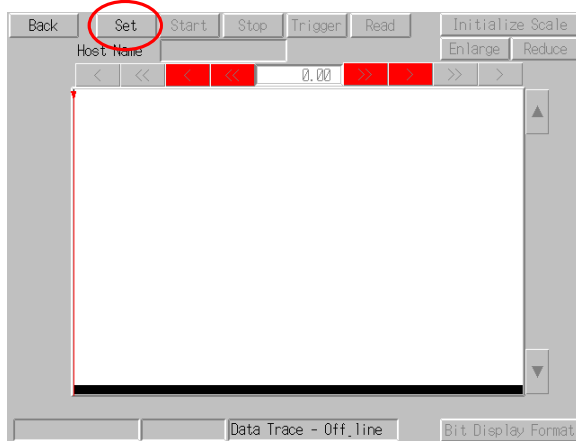 Back Set Start Stop Trigger Read Initialize Scale
Host Name Enlarge Reduce
< << < << 0.00 >> > >> >
▲
▼
Data Trace - Off_line Bit Display Format